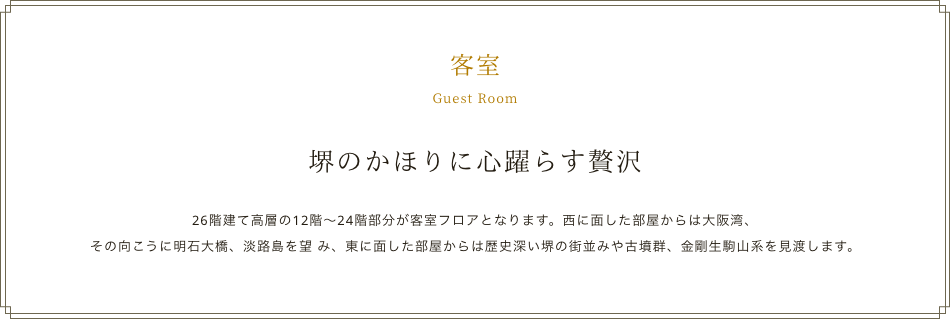 客室
Guest Room
堺のかほりに心躍らす贅沢
26階建て高層の12階～24階部分が客室フロアとなります。西に面した部屋からは大阪湾、
その向こうに明石大橋、淡路島を望 み、東に面した部屋からは歴史深い堺の街並みや古墳群、金剛生駒山系を見渡します。